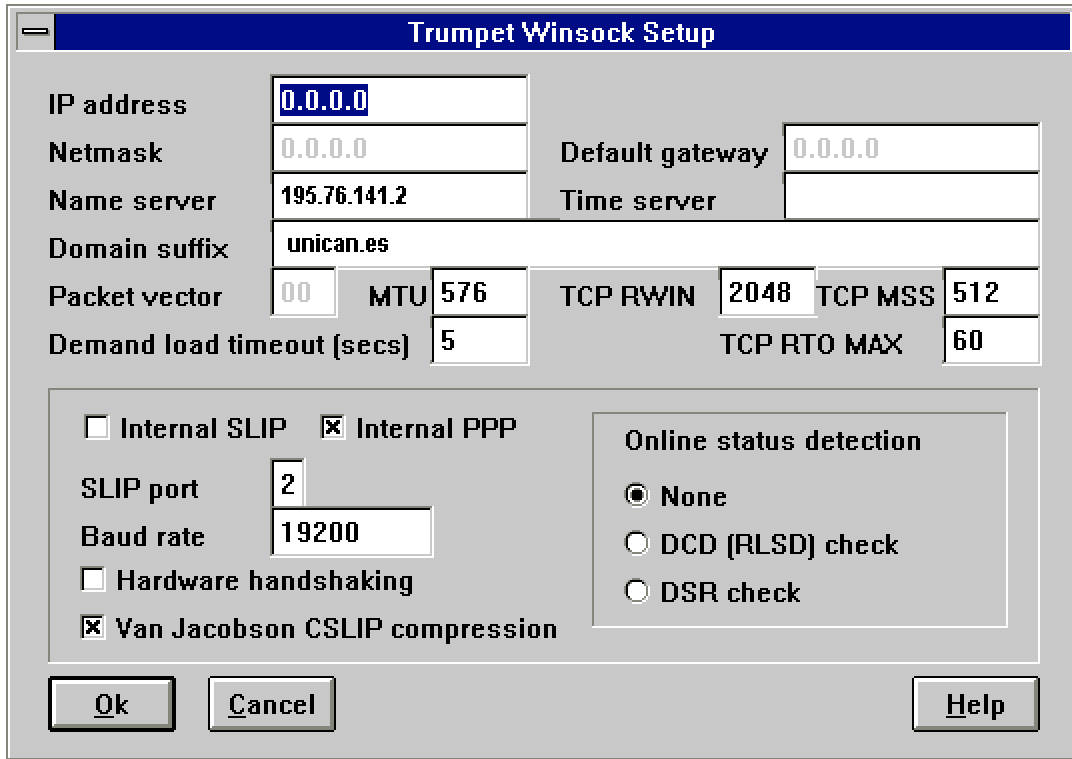 Trumpet Winsock Setup
IP address 0.0.0.0
Netmask 0.0.0.0 Default gateway 0.0.0.0
Name server 195.76.141.2 Time server
Domain suffix unican.es
Packet vector 00 MTU 576 TCP RWIN 2048 TCP MSS 512
Demand load timeout (secs) 5 TCP RTO MAX 60
Internal SLIP Internal PPP
SLIP port 2
Baud rate 19200
Hardware handshaking
Van Jacobson CSLIP compression
Online status detection
None
DCD (RLSD) check
DSR check
Ok Cancel Help